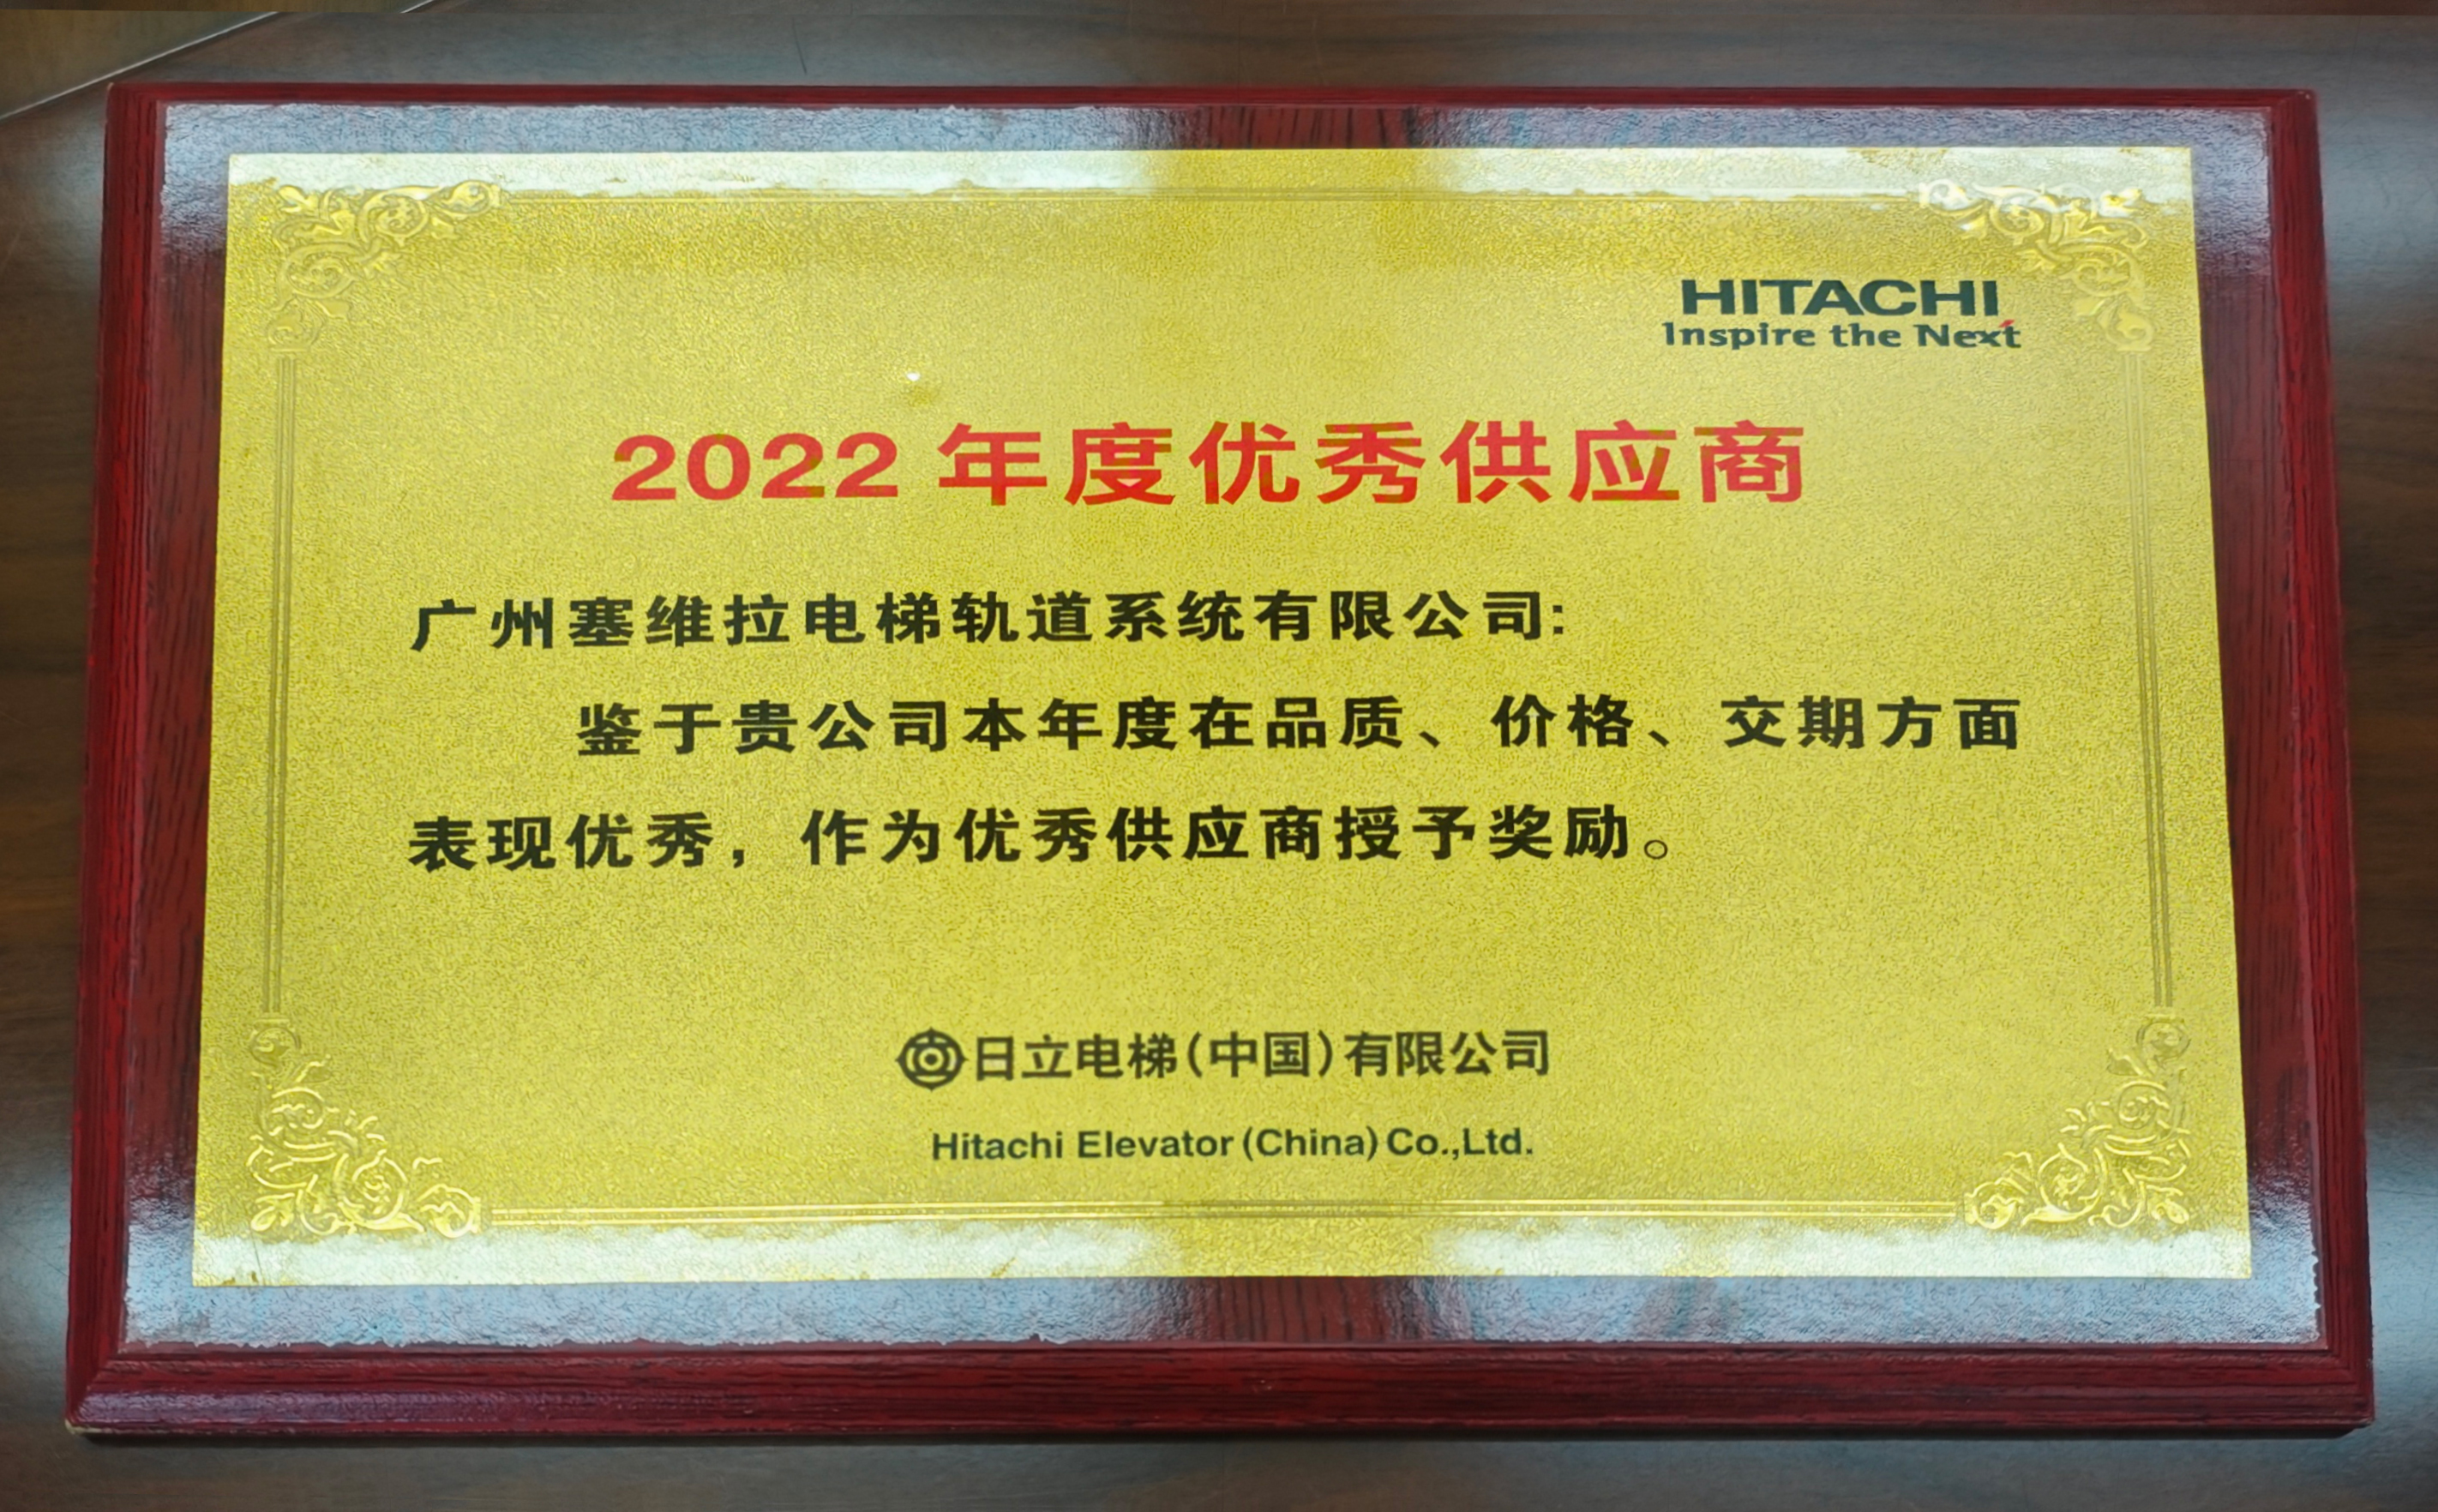 HITACHI
Inspire the Next
2022 年度优秀供应商
广州塞维拉电梯轨道系统有限公司:
鉴于贵公司本年度在品质、价格、交期方面
表现优秀，作为优秀供应商授予奖励。
日立电梯(中国)有限公司
Hitachi Elevator (China) Co.,Ltd.